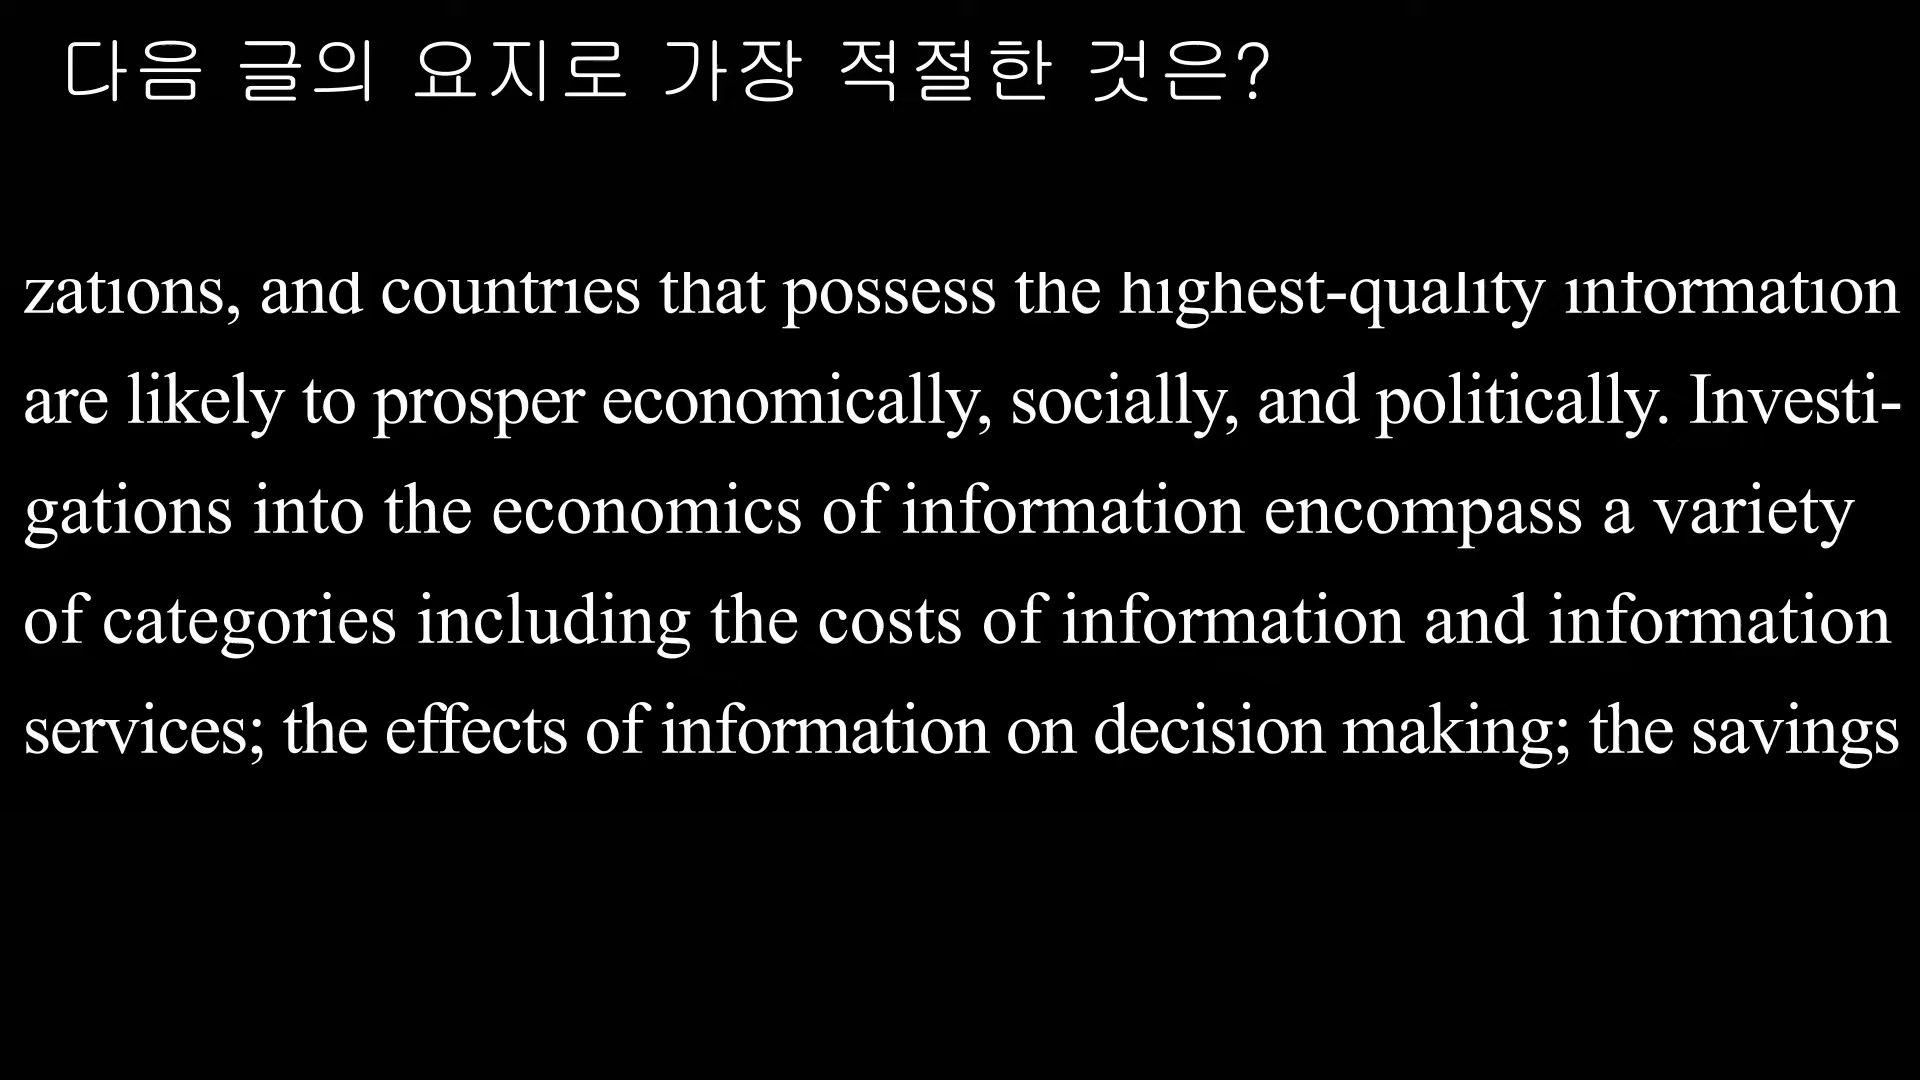 다음 글의 요지로 가장 적절한 것은?
zations, and countries that possess the highest-quality information
are likely to prosper economically, socially, and politically. Investi-
gations into the economics of information encompass a variety
of categories including the costs of information and information
services; the effects of information on decision making; the savings